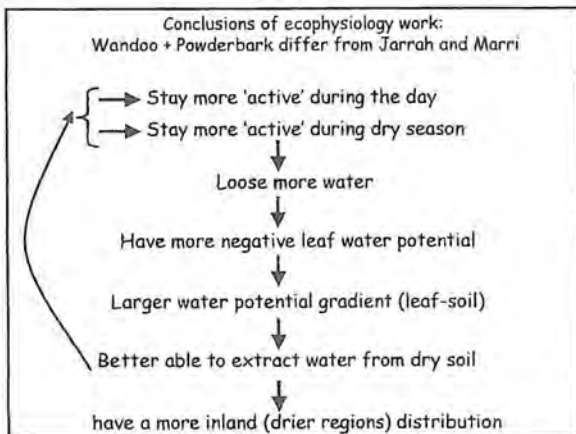 Conclusions of ecophysiology work:
Wandoo + Powderbark differ from Jarrah and Marri
Stay more 'active' during the day
Stay more 'active' during dry season
Loose more water
Have more negative leaf water potential
Larger water potential gradient (leaf-soil)
Better able to extract water from dry soil
have a more inland (drier regions) distribution